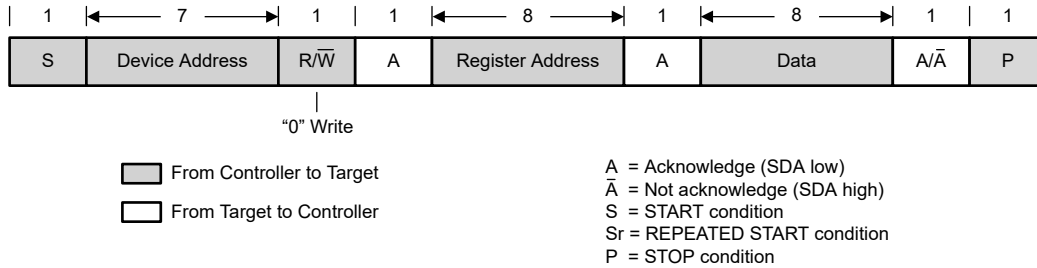 1 7 1 1 8 1 8 1 1
S Device Address R/W̅ A Register Address A Data A/A̅ P
“0” Write
From Controller to Target
From Target to Controller
A = Acknowledge (SDA low)
A̅ = Not acknowledge (SDA high)
S = START condition
Sr = REPEATED START condition
P = STOP condition